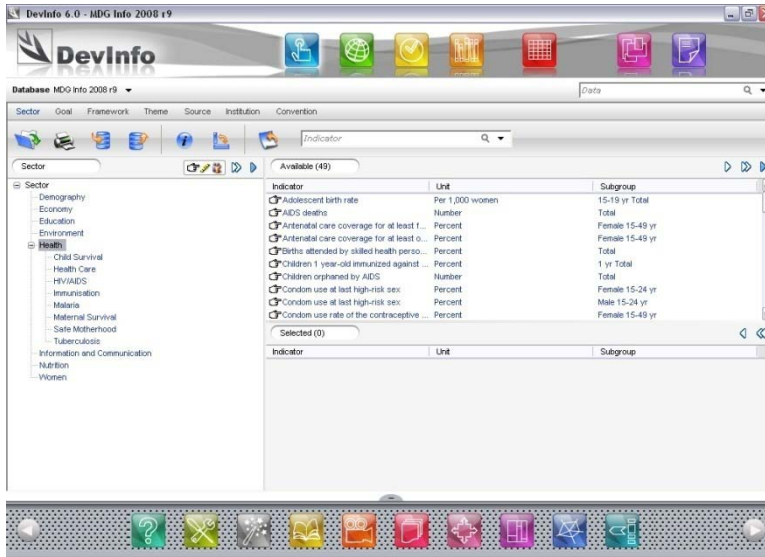 DevInfo 6.0 - MDG Info 2008 r9
DevInfo
Database MDG Info 2008 r9
Data
Sector Goal Framework Theme Source Institution Convention
Indicator
Sector
Available (49)
Sector
Demography
Economy
Education
Environment
Health
Child Survival
Health Care
HIV/AIDS
Immunisation
Malaria
Maternal Survival
Safe Motherhood
Tuberculosis
Information and Communication
Nutrition
Women
Indicator Unit Subgroup
Adolescent birth rate Per 1,000 women 15-19 yr Total
AIDS deaths Number Total
Antenatal care coverage for at least f... Percent Female 15-49 yr
Antenatal care coverage for at least o... Percent Female 15-49 yr
Births attended by skilled health perso... Percent Total
Children 1 year-old immunized against ... Percent 1 yr Total
Children orphaned by AIDS Number Total
Condom use at last high-risk sex Percent Female 15-24 yr
Condom use at last high-risk sex Percent Male 15-24 yr
Condom use rate of the contraceptive ... Percent Female 15-49 yr
Selected (0)
Indicator Unit Subgroup